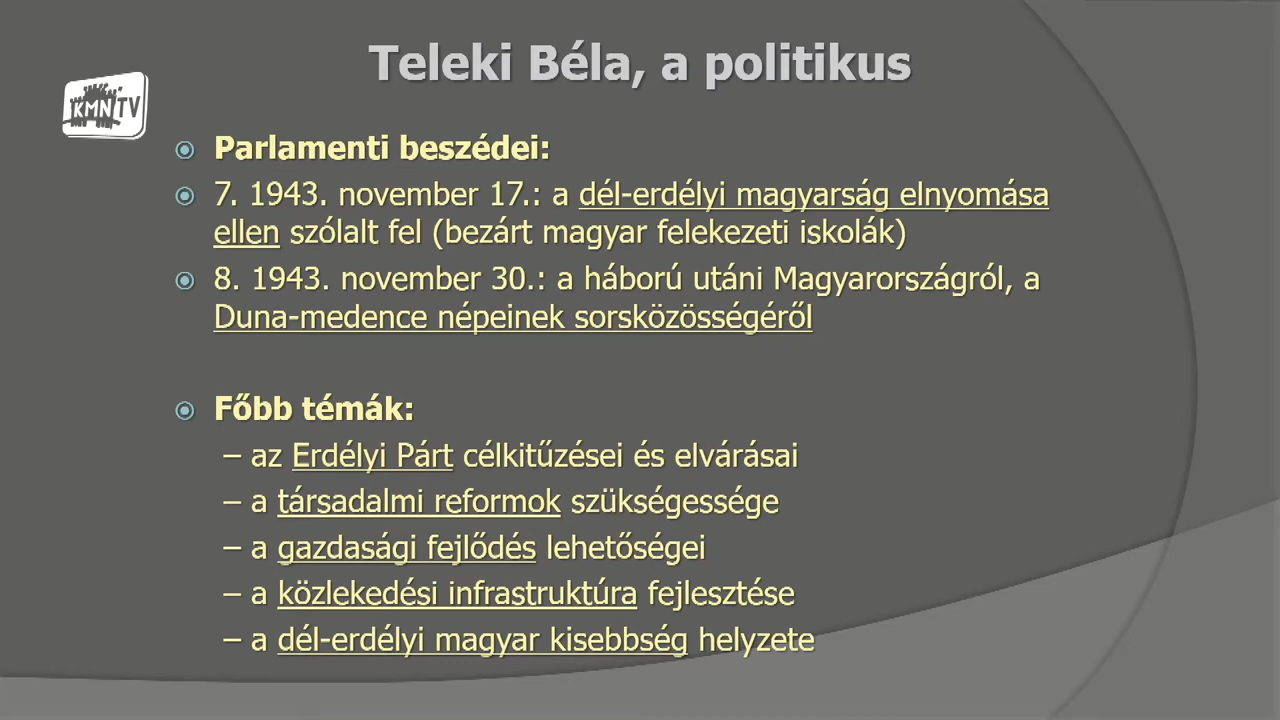 Teleki Béla, a politikus
KMN TV
Parlamenti beszédei:
7. 1943. november 17.: a dél-erdélyi magyarság elnyomása
ellen szólalt fel (bezárt magyar felekezeti iskolák)
8. 1943. november 30.: a háború utáni Magyarországról, a
Duna-medence népeinek sorsközösségéről
Főbb témák:
– az Erdélyi Párt célkitűzései és elvárásai
– a társadalmi reformok szükségessége
– a gazdasági fejlődés lehetőségei
– a közlekedési infrastruktúra fejlesztése
– a dél-erdélyi magyar kisebbség helyzete